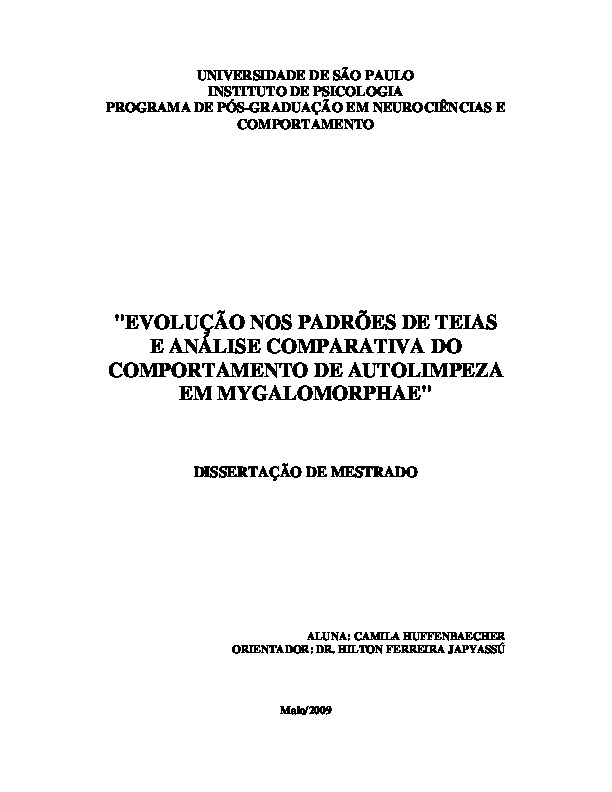 UNIVERSIDADE DE SÃO PAULO
INSTITUTO DE PSICOLOGIA
PROGRAMA DE PÓS-GRADUAÇÃO EM NEUROCIÊNCIAS E
COMPORTAMENTO
"EVOLUÇÃO NOS PADRÕES DE TEIAS
E ANÁLISE COMPARATIVA DO
COMPORTAMENTO DE AUTOLIMPEZA
EM MYGALOMORPHAE"
DISSERTAÇÃO DE MESTRADO
ALUNA: CAMILA HUFFENBAECHER
ORIENTADOR: DR. HILTON FERREIRA JAPYASSÚ
Maio/2009